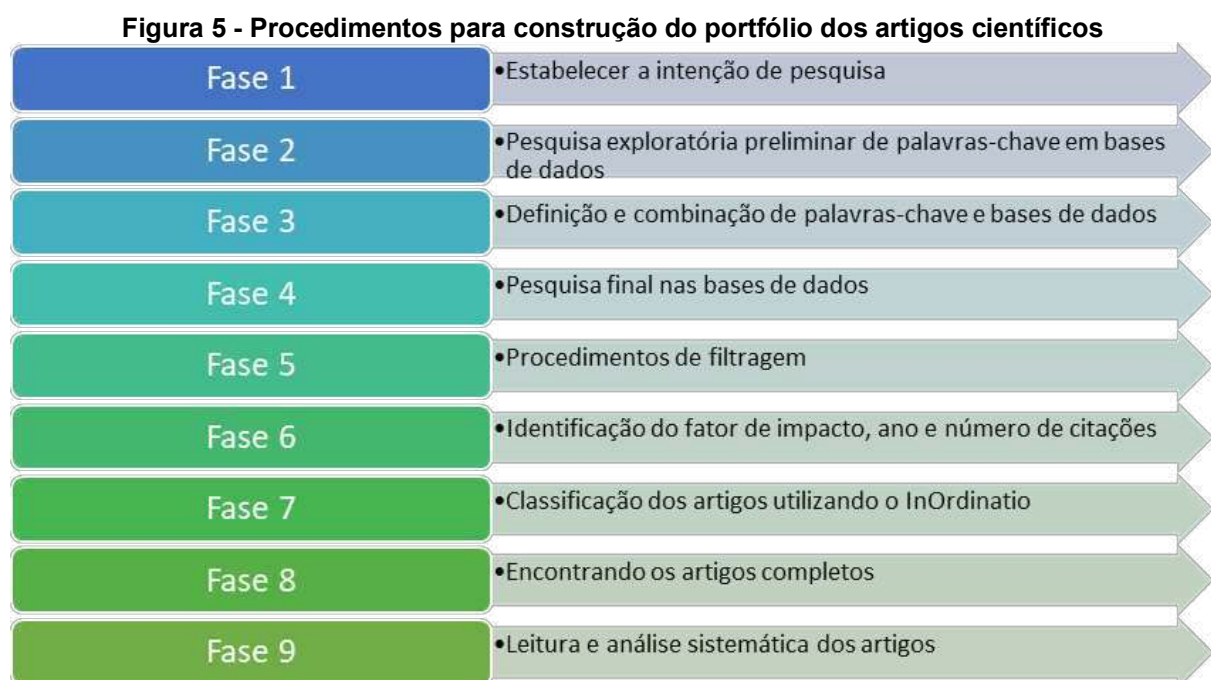 Figura 5 - Procedimentos para construção do portfólio dos artigos científicos
Fase 1
•Estabelecer a intenção de pesquisa
Fase 2
•Pesquisa exploratória preliminar de palavras-chave em bases
de dados
Fase 3
•Definição e combinação de palavras-chave e bases de dados
Fase 4
•Pesquisa final nas bases de dados
Fase 5
•Procedimentos de filtragem
Fase 6
•Identificação do fator de impacto, ano e número de citações
Fase 7
•Classificação dos artigos utilizando o InOrdinatio
Fase 8
•Encontrando os artigos completos
Fase 9
•Leitura e análise sistemática dos artigos